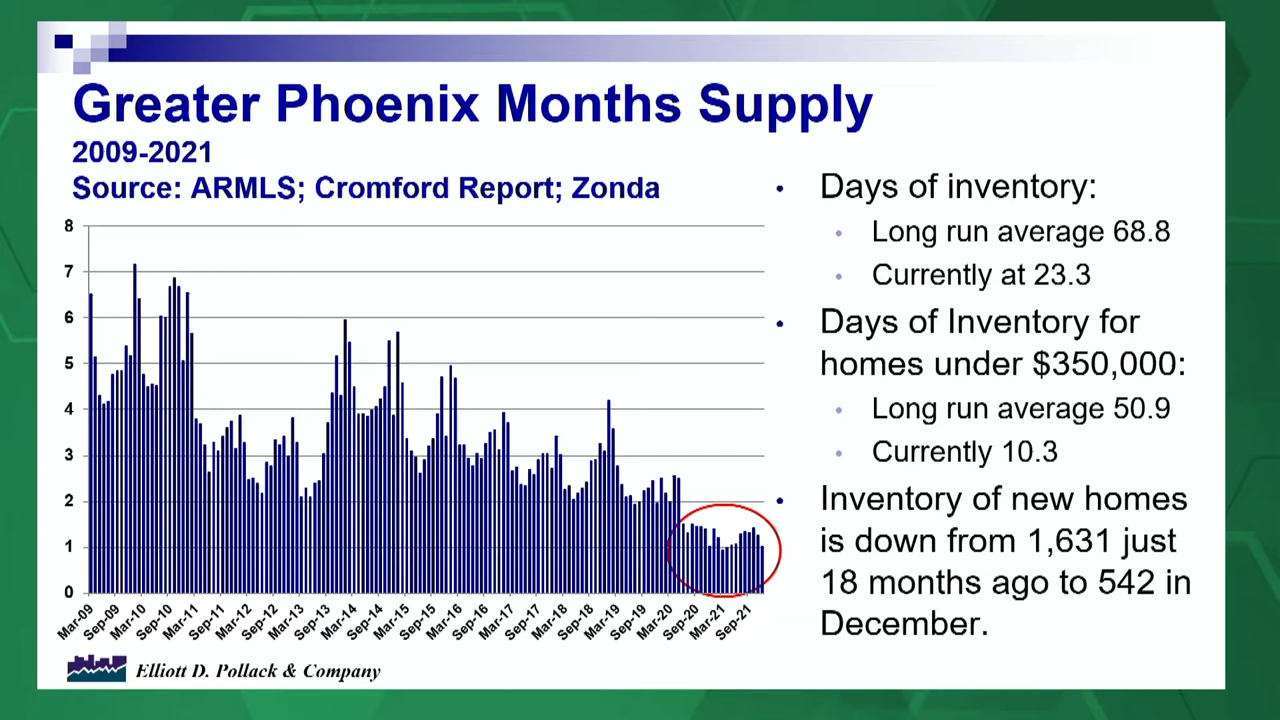 Greater Phoenix Months Supply
2009-2021
Source: ARMLS; Cromford Report; Zonda
8
7
6
5
4
3
2
1
0
Mar-09
Sep-09
Mar-10
Sep-10
Mar-11
Sep-11
Mar-12
Sep-12
Mar-13
Sep-13
Mar-14
Sep-14
Mar-15
Sep-15
Mar-16
Sep-16
Mar-17
Sep-17
Mar-18
Sep-18
Mar-19
Sep-19
Mar-20
Sep-20
Mar-21
Sep-21
• Days of inventory:
• Long run average 68.8
• Currently at 23.3
• Days of Inventory for
homes under $350,000:
• Long run average 50.9
• Currently 10.3
• Inventory of new homes
is down from 1,631 just
18 months ago to 542 in
December.
Elliott D. Pollack & Company